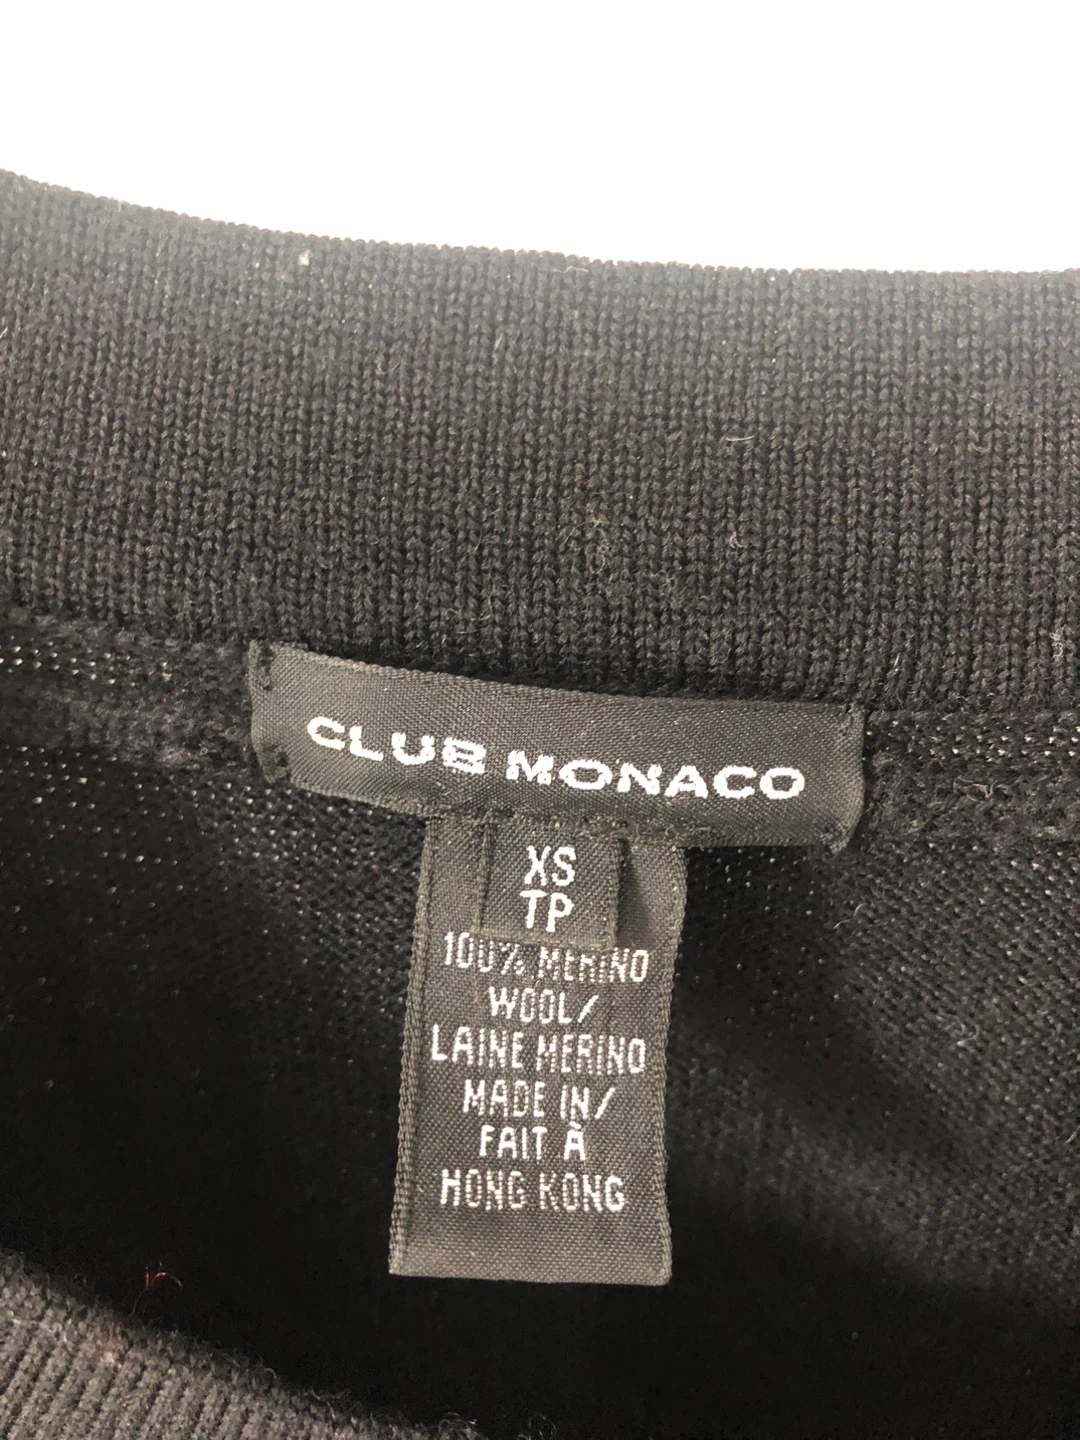 CLUB MONACO
XS
TP
100% MERINO
WOOL/
LAINE MERINO
MADE IN/
FAIT À
HONG KONG